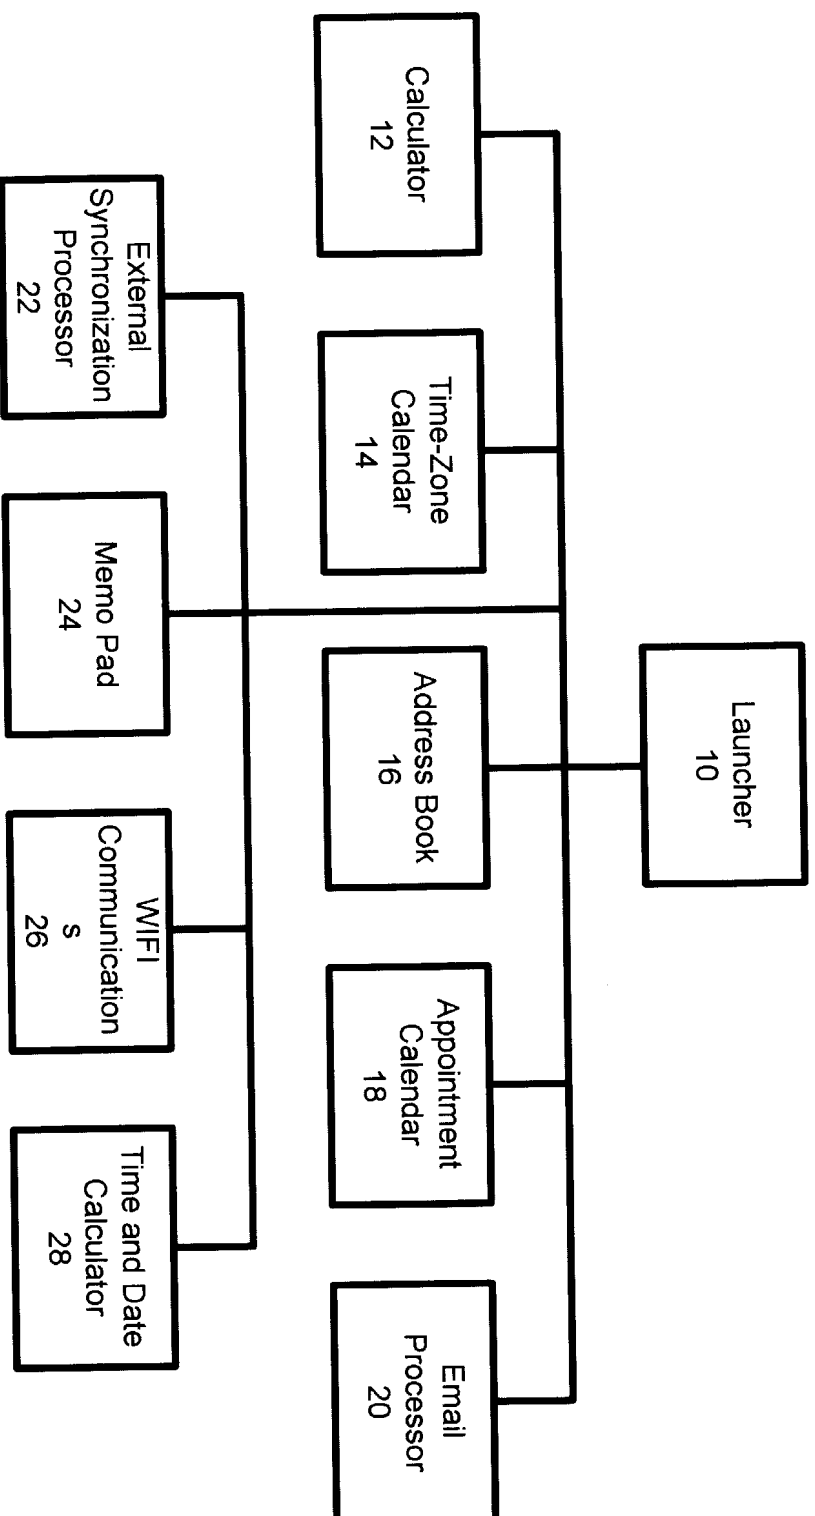 Launcher
10
Calculator
12
Time-Zone
Calendar
14
Address Book
16
Appointment
Calendar
18
Email
Processor
20
External
Synchronization
Processor
22
Memo Pad
24
WIFI
Communication
s
26
Time and Date
Calculator
28